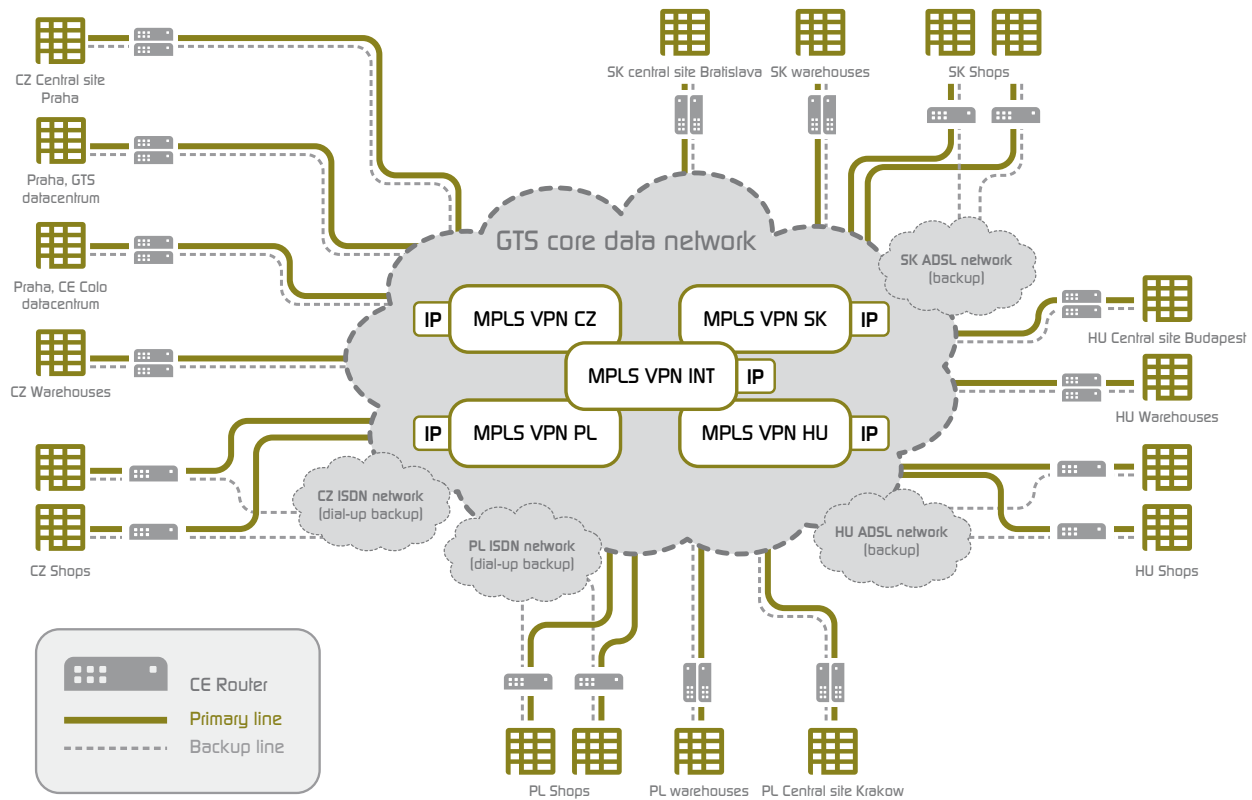 CZ Central site
Praha
Praha, GTS
datacentrum
Praha, CE Colo
datacentrum
CZ Warehouses
CZ Shops
SK central site Bratislava
SK warehouses
SK Shops
GTS core data network
SK ADSL network
(backup)
IP
MPLS VPN CZ
MPLS VPN SK
IP
MPLS VPN INT
IP
IP
MPLS VPN PL
MPLS VPN HU
IP
HU Central site Budapest
HU Warehouses
HU Shops
CZ ISDN network
(dial-up backup)
PL ISDN network
(dial-up backup)
HU ADSL network
(backup)
CE Router
Primary line
Backup line
PL Shops
PL warehouses
PL Central site Krakow